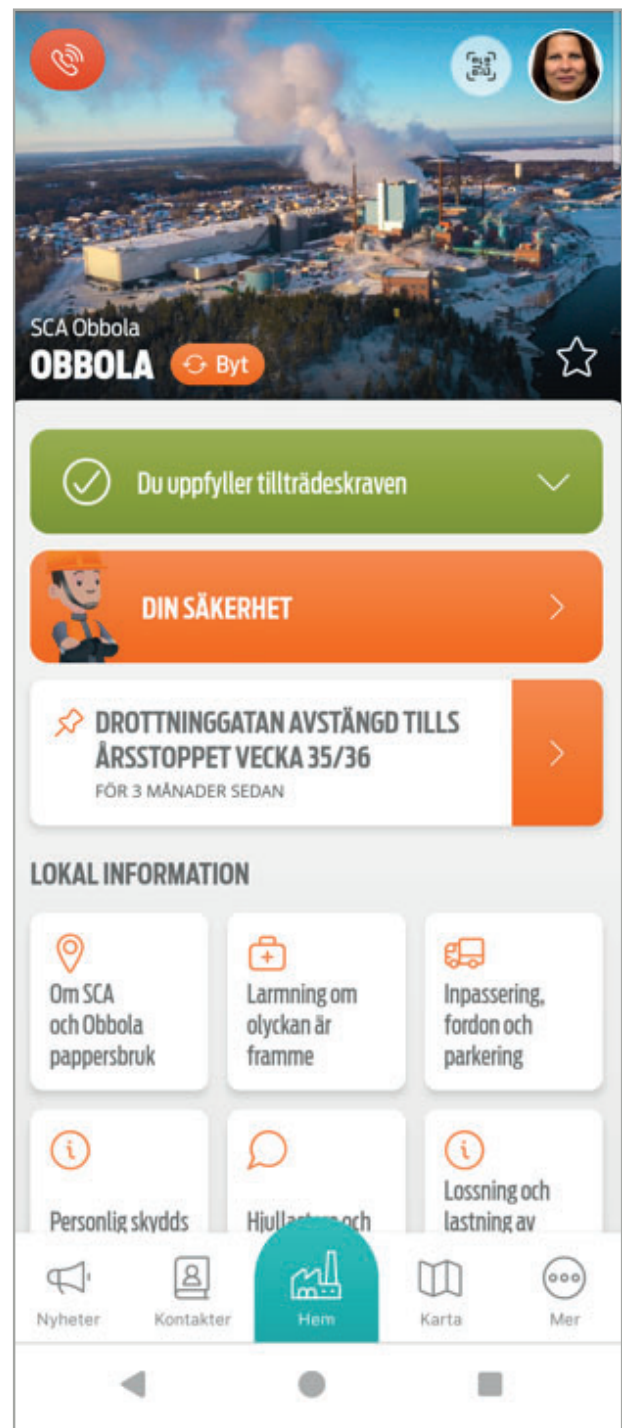 SCA Obbola
OBBOLA
Byt
Du uppfyller tillträdeskraven
DIN SÄKERHET
DROTTNINGGATAN AVSTÄNGD TILLS
ÅRSSTOPPET VECKA 35/36
FÖR 3 MÅNADER SEDAN
LOKAL INFORMATION
Om SCA
och Obbola
pappersbruk
Larmning om
olyckan är
framme
Inpassering,
fordon och
parkering
Personlig skydds
och
Lossning och
lastning av
Nyheter
Kontakter
Hem
Karta
Mer